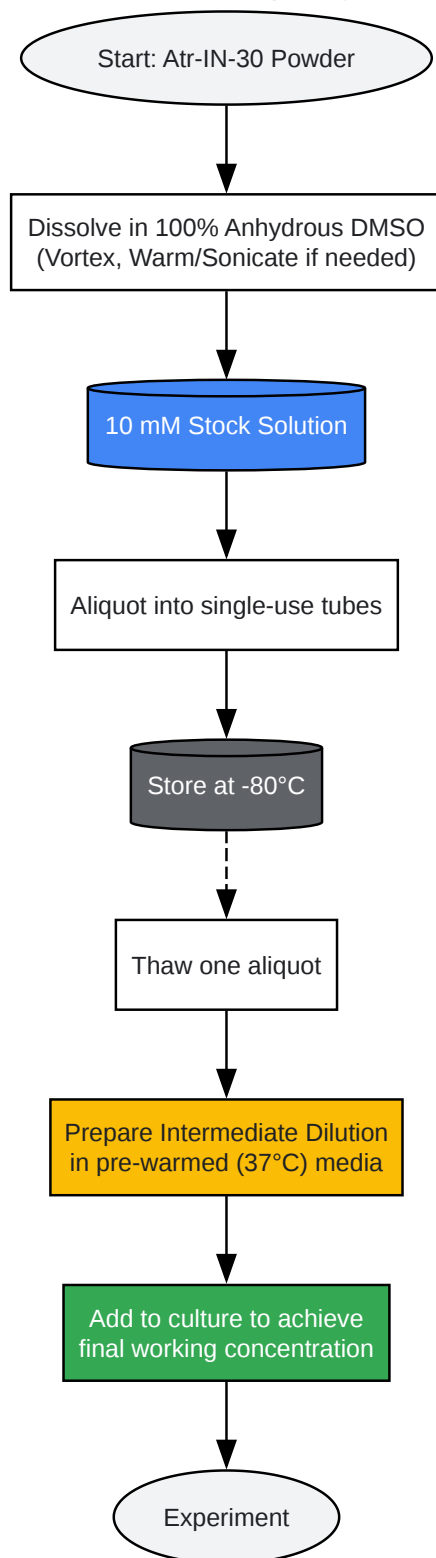 Start: Atr-IN-30 Powder
Dissolve in 100% Anhydrous DMSO
(Vortex, Warm/Sonicate if needed)
10 mM Stock Solution
Aliquot into single-use tubes
Store at -80°C
Thaw one aliquot
Prepare Intermediate Dilution
in pre-warmed (37°C) media
Add to culture to achieve
final working concentration
Experiment